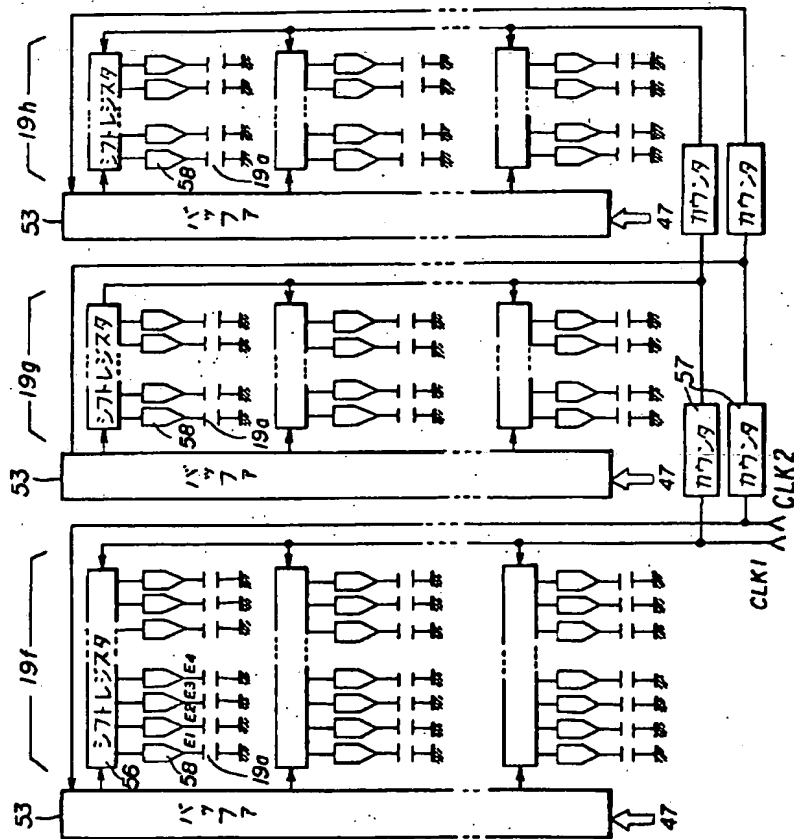 19f
19g
19h
53
バッファ
47
56
シフトレジスタ
58
E1 E2 E3 E4
19a
53
バッファ
47
シフトレジスタ
58
19a
53
バッファ
47
シフトレジスタ
58
19a
カウンタ
カウンタ
57
カウンタ
カウンタ
CLK1
CLK2